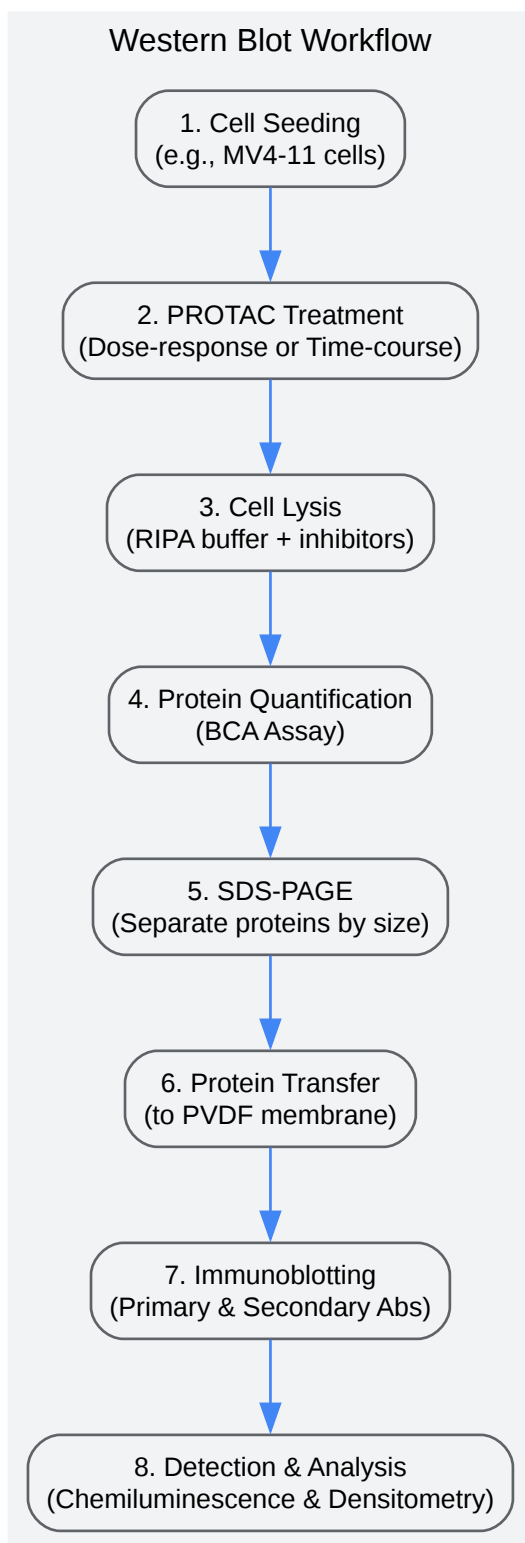 Western Blot Workflow
1. Cell Seeding
(e.g., MV4-11 cells)
2. PROTAC Treatment
(Dose-response or Time-course)
3. Cell Lysis
(RIPA buffer + inhibitors)
4. Protein Quantification
(BCA Assay)
5. SDS-PAGE
(Separate proteins by size)
6. Protein Transfer
(to PVDF membrane)
7. Immunoblotting
(Primary & Secondary Abs)
8. Detection & Analysis
(Chemiluminescence & Densitometry)